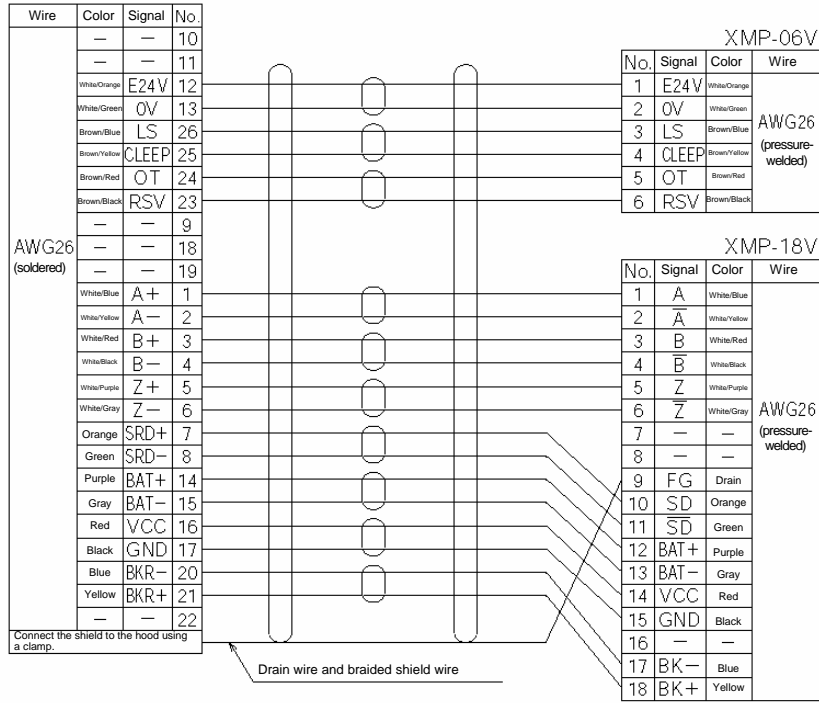 Wire Color Signal No.
— — 10
— — 11
White/Orange E24V 12
White/Green 0V 13
Brown/Blue LS 26
Brown/Yellow CLEEP 25
Brown/Red OT 24
Brown/Black RSV 23
— — 9
— — 18
— — 19
AWG26
(soldered)
White/Blue A+ 1
White/Yellow A− 2
White/Red B+ 3
White/Black B− 4
White/Purple Z+ 5
White/Gray Z− 6
Orange SRD+ 7
Green SRD− 8
Purple BAT+ 14
Gray BAT− 15
Red VCC 16
Black GND 17
Blue BKR− 20
Yellow BKR+ 21
— — 22
Connect the shield to the hood using
a clamp.
Drain wire and braided shield wire
XMP-06V
No. Signal Color Wire
1 E24V White/Orange
2 0V White/Green
3 LS Brown/Blue
4 CLEEP Brown/Yellow
5 OT Brown/Red
6 RSV Brown/Black
AWG26
(pressure-
welded)
XMP-18V
No. Signal Color Wire
1 A White/Blue
2 A̅ White/Yellow
3 B White/Red
4 B̅ White/Black
5 Z White/Purple
6 Z̅ White/Gray
7 — —
8 — —
9 FG Drain
10 SD Orange
11 S̅D̅ Green
12 BAT+ Purple
13 BAT− Gray
14 VCC Red
15 GND Black
16 — —
17 BK− Blue
18 BK+ Yellow
AWG26
(pressure-
welded)